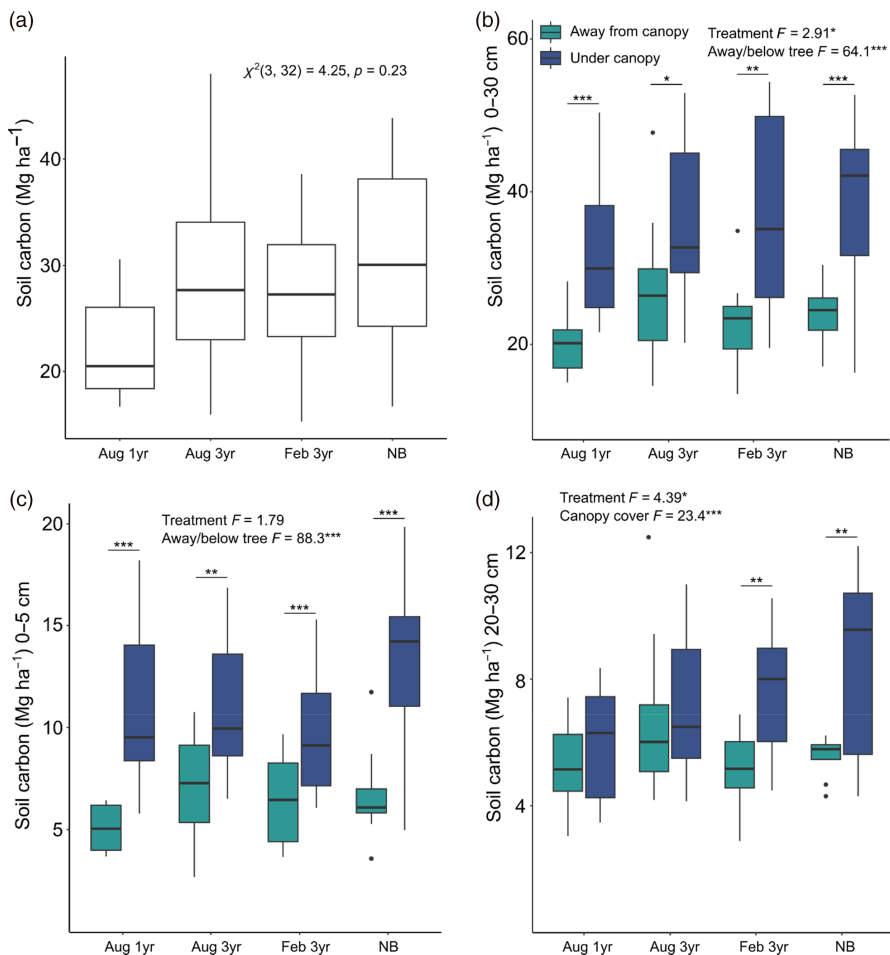 (a)
χ²(3, 32) = 4.25, p = 0.23
Soil carbon (Mg ha⁻¹)
40
30
20
Aug 1yr
Aug 3yr
Feb 3yr
NB
(b)
Away from canopy
Under canopy
Treatment F = 2.91*
Away/below tree F = 64.1***
Soil carbon (Mg ha⁻¹) 0–30 cm
60
40
20
***
*
**
***
Aug 1yr
Aug 3yr
Feb 3yr
NB
(c)
Treatment F = 1.79
Away/below tree F = 88.3***
Soil carbon (Mg ha⁻¹) 0–5 cm
20
15
10
5
***
**
***
***
Aug 1yr
Aug 3yr
Feb 3yr
NB
(d)
Treatment F = 4.39*
Canopy cover F = 23.4***
Soil carbon (Mg ha⁻¹) 20–30 cm
12
8
4
**
**
Aug 1yr
Aug 3yr
Feb 3yr
NB